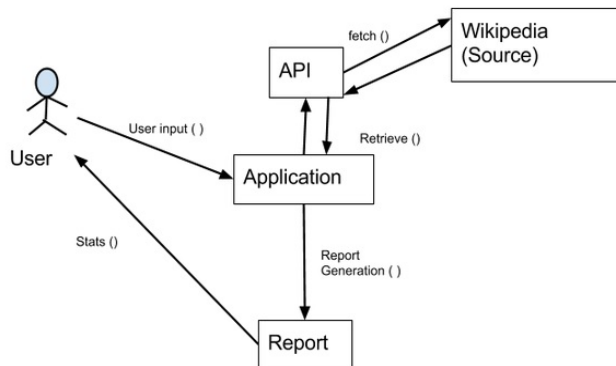 fetch ()
Wikipedia
(Source)
API
User input ( )
Retrieve ()
User
Application
Stats ()
Report
Generation ( )
Report